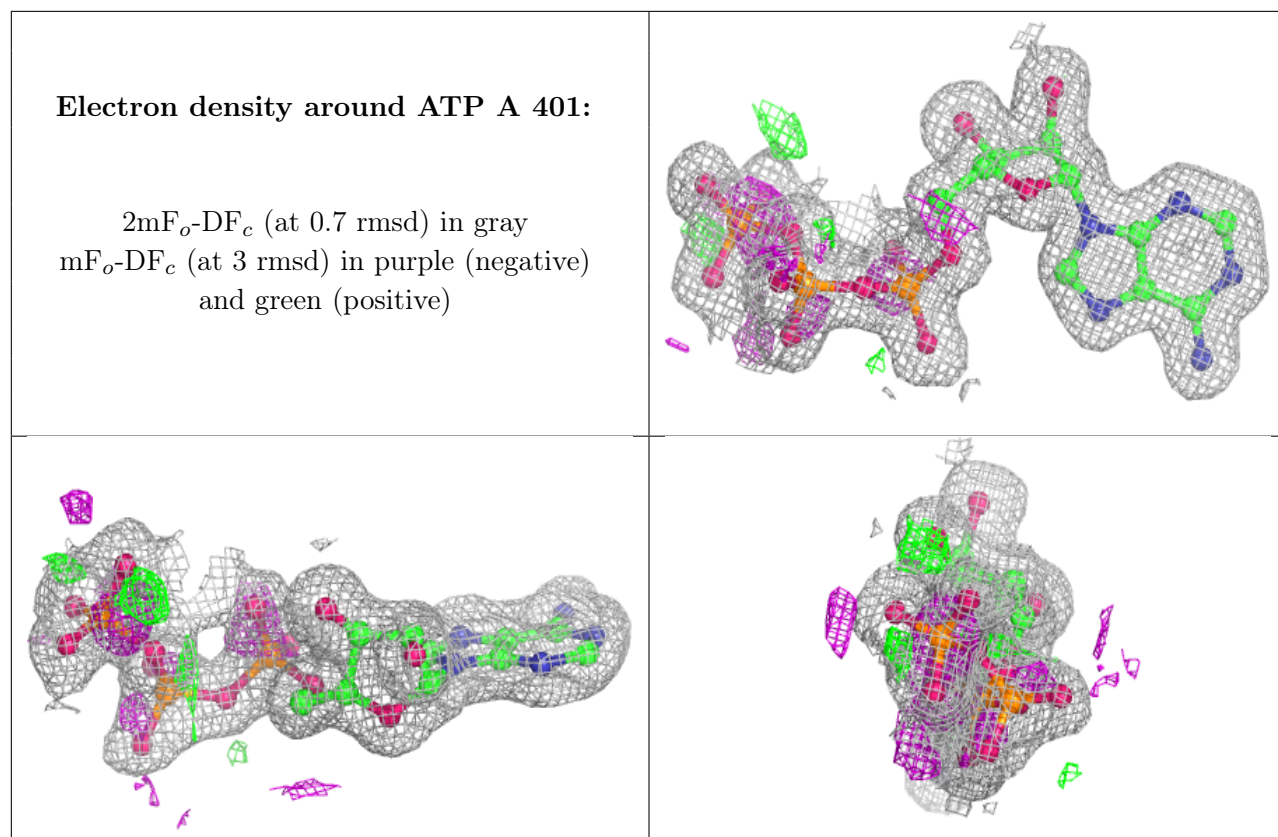 Electron density around ATP A 401:
2mFₒ-DF𝒸 (at 0.7 rmsd) in gray
mFₒ-DF𝒸 (at 3 rmsd) in purple (negative)
and green (positive)